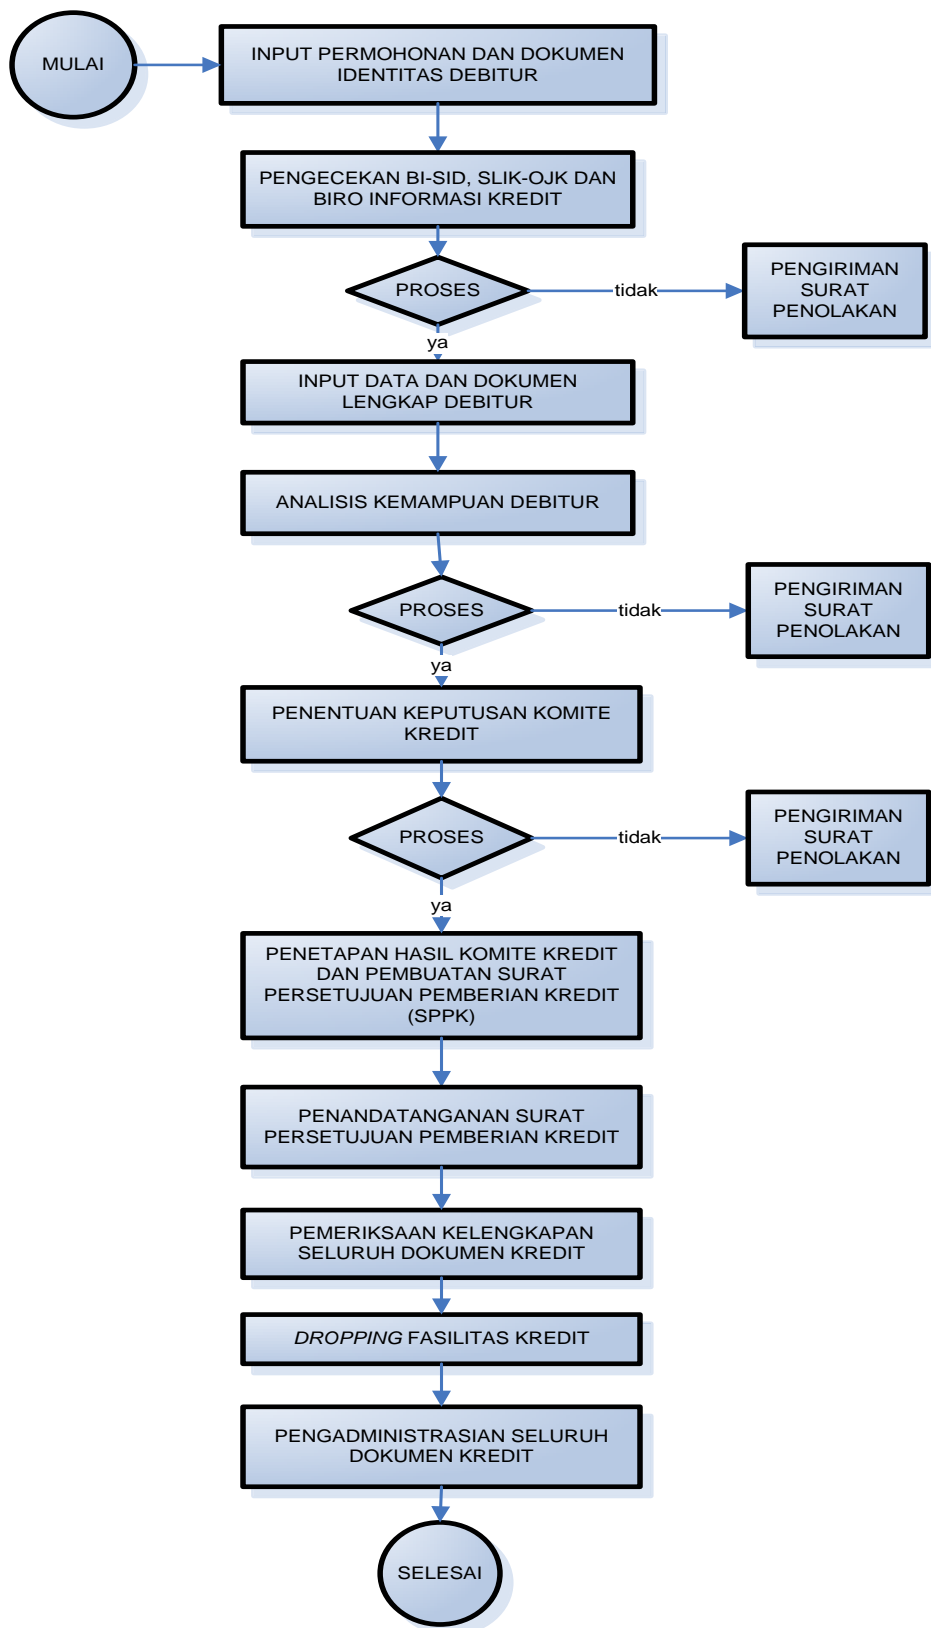 MULAI
INPUT PERMOHONAN DAN DOKUMEN
IDENTITAS DEBITUR
PENGECEKAN BI-SID, SLIK-OJK DAN
BIRO INFORMASI KREDIT
PROSES
tidak
PENGIRIMAN
SURAT
PENOLAKAN
ya
INPUT DATA DAN DOKUMEN
LENGKAP DEBITUR
ANALISIS KEMAMPUAN DEBITUR
PROSES
tidak
PENGIRIMAN
SURAT
PENOLAKAN
ya
PENENTUAN KEPUTUSAN KOMITE
KREDIT
PROSES
tidak
PENGIRIMAN
SURAT
PENOLAKAN
ya
PENETAPAN HASIL KOMITE KREDIT
DAN PEMBUATAN SURAT
PERSETUJUAN PEMBERIAN KREDIT
(SPPK)
PENANDATANGANAN SURAT
PERSETUJUAN PEMBERIAN KREDIT
PEMERIKSAAN KELENGKAPAN
SELURUH DOKUMEN KREDIT
DROPPING FASILITAS KREDIT
PENGADMINISTRASIAN SELURUH
DOKUMEN KREDIT
SELESAI